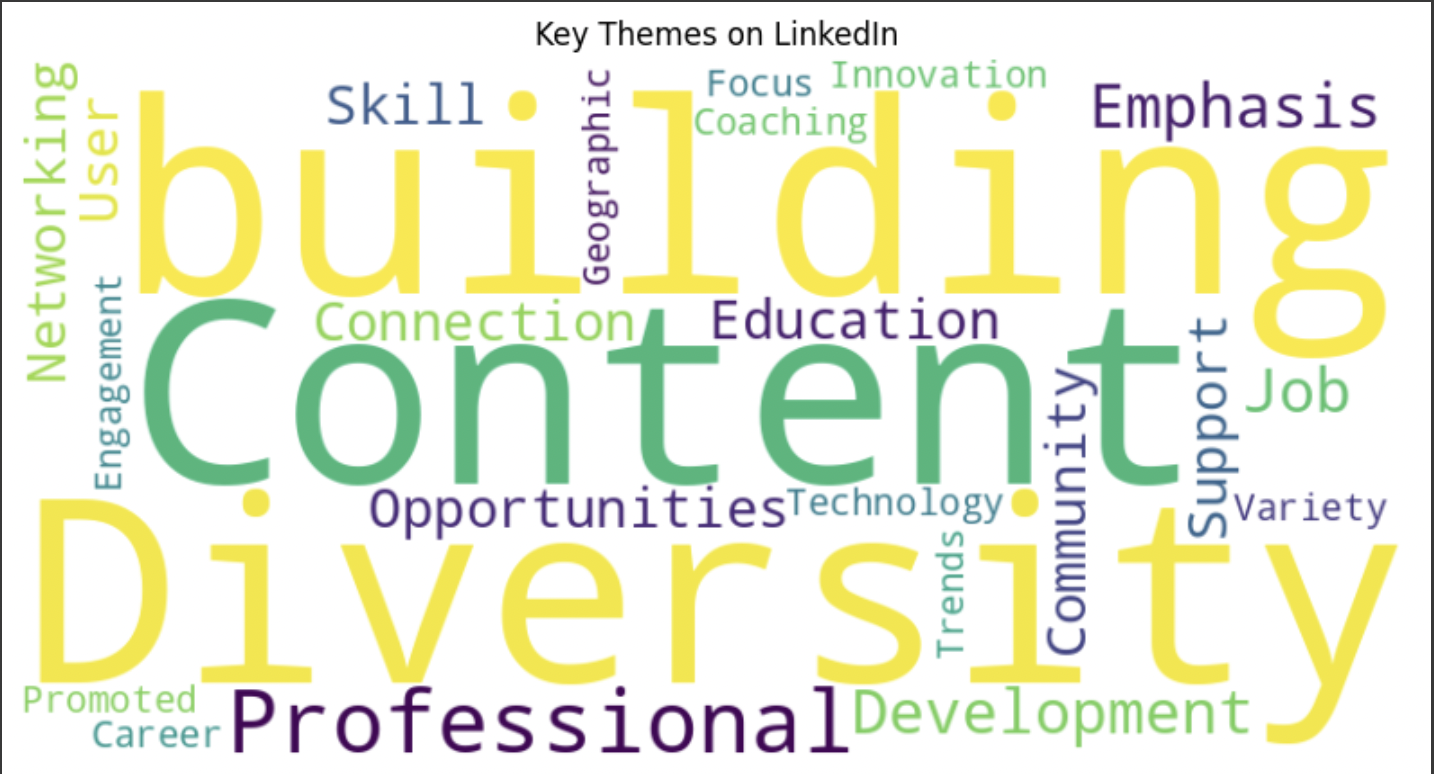 Key Themes on LinkedIn
Networking
User
Skill
Geographic
Focus
Innovation
Coaching
Emphasis
building
Engagement
Connection
Education
Content
Community
Support
Job
Opportunities
Technology
Variety
Trends
Diversity
Promoted
Career
Professional
Development